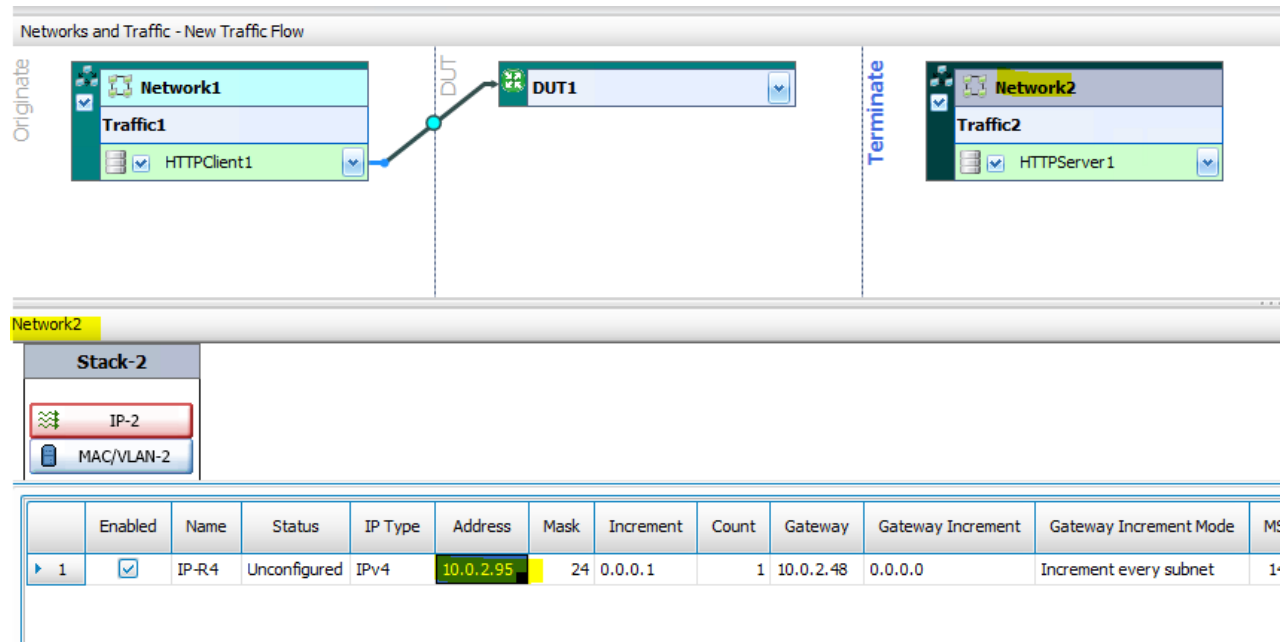 Networks and Traffic - New Traffic Flow
Originate
Network1
Traffic1
HTTPClient1
DUT
DUT1
Terminate
Network2
Traffic2
HTTPServer1
Network2
Stack-2
IP-2
MAC/VLAN-2
Enabled Name Status IP Type Address Mask Increment Count Gateway Gateway Increment Gateway Increment Mode
1 IP-R4 Unconfigured IPv4 10.0.2.95 24 0.0.0.1 1 10.0.2.48 0.0.0.0 Increment every subnet